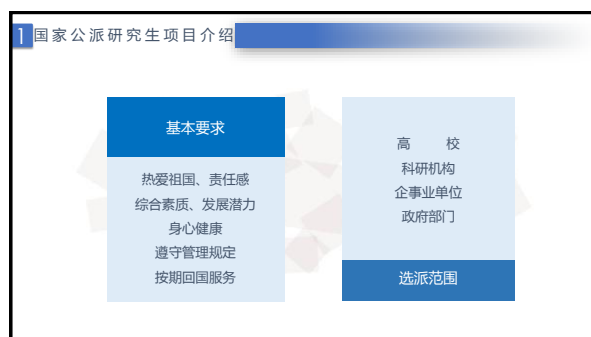 1 国家公派研究生项目介绍
基本要求
热爱祖国、责任感
综合素质、发展潜力
身心健康
遵守管理规定
按期回国服务
高 校
科研机构
企事业单位
政府部门
选派范围